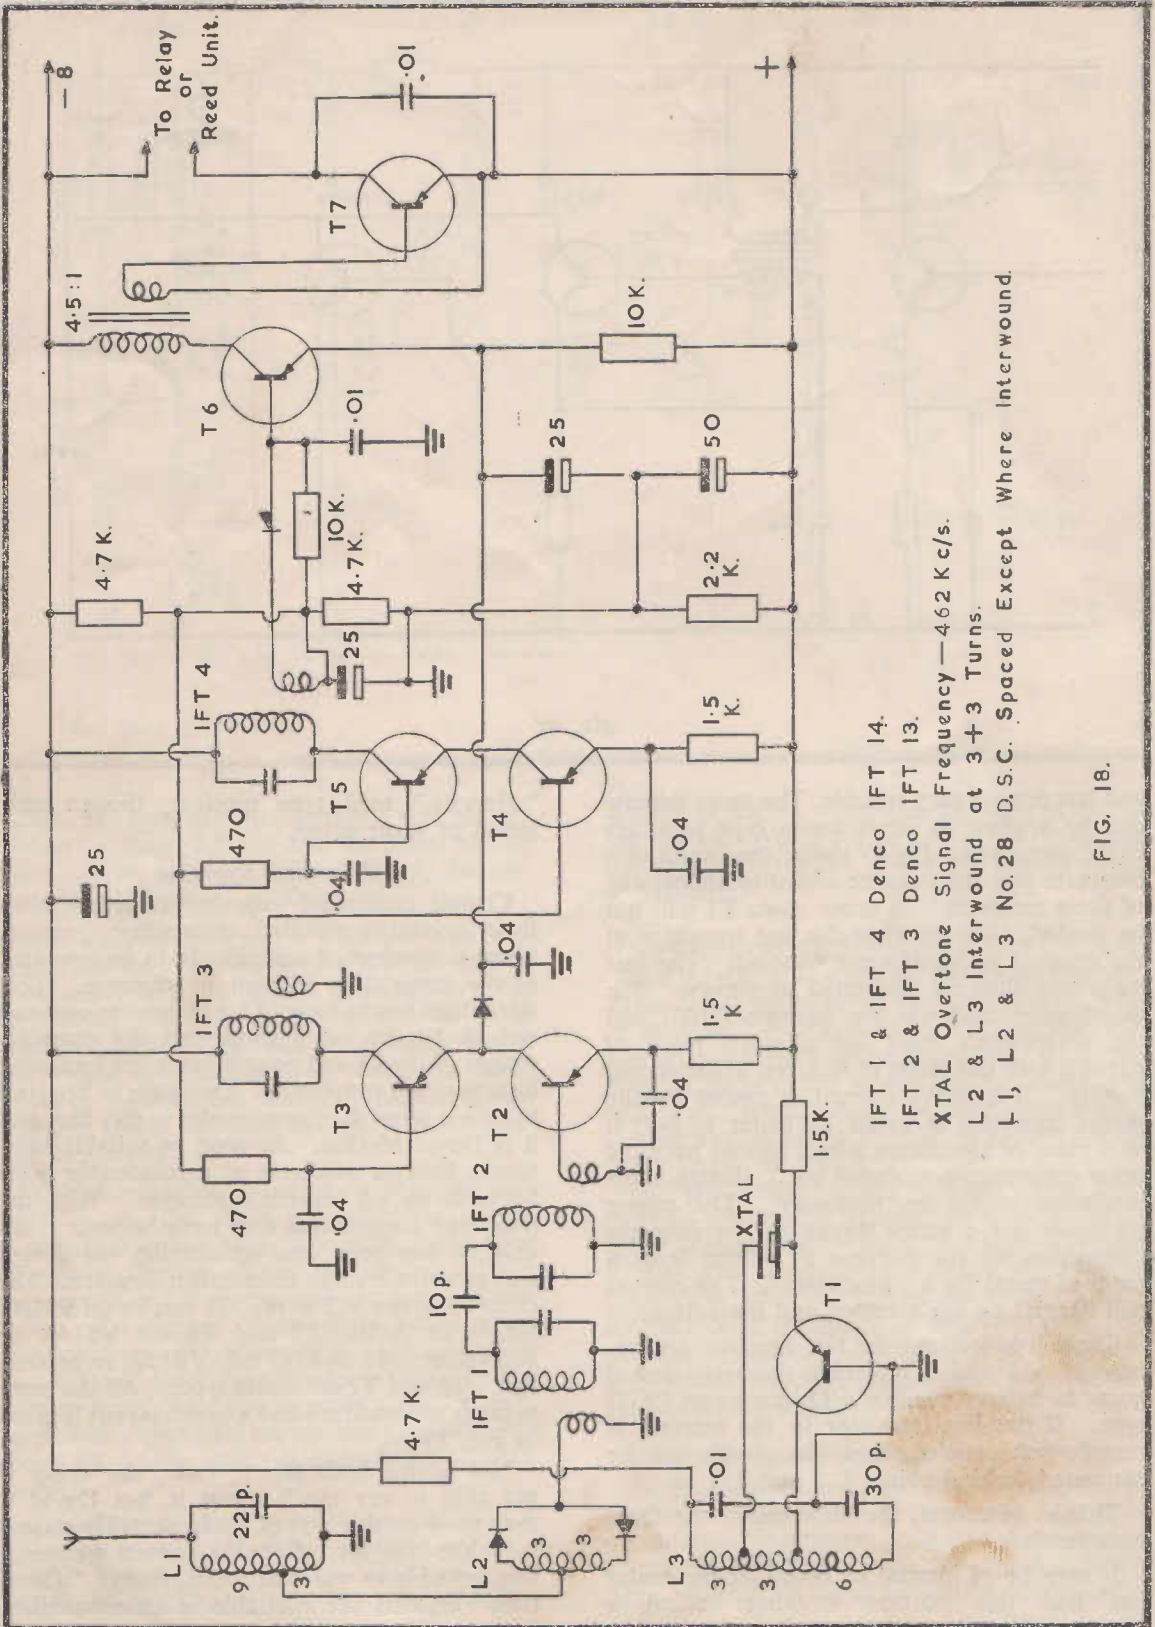 L1
22p.
9
3
L2
3
3
L3
3
3
6
.01
30p.
4.7K.
IFT 1
10p.
IFT 2
XTAL
T1
1.5.K.
470
.04
IFT 3
T3
T2
.04
1.5
K
.04
25
470
.04
IFT 4
T5
T4
.04
1.5
K.
4.7K.
25
4.7K.
10K.
2.2
K.
.01
T6
25
50
10K.
4.5:1
T7
.01
To Relay
or
Reed Unit.
— 8
+
IFT 1 & IFT 4 Denco IFT 14.
IFT 2 & IFT 3 Denco IFT 13.
XTAL Overtone Signal Frequency — 462 Kc/s.
L2 & L3 Interwound at 3+3 Turns.
L1, L2 & L3 No.28 D.S.C. Spaced Except Where Interwound.
FIG. 18.